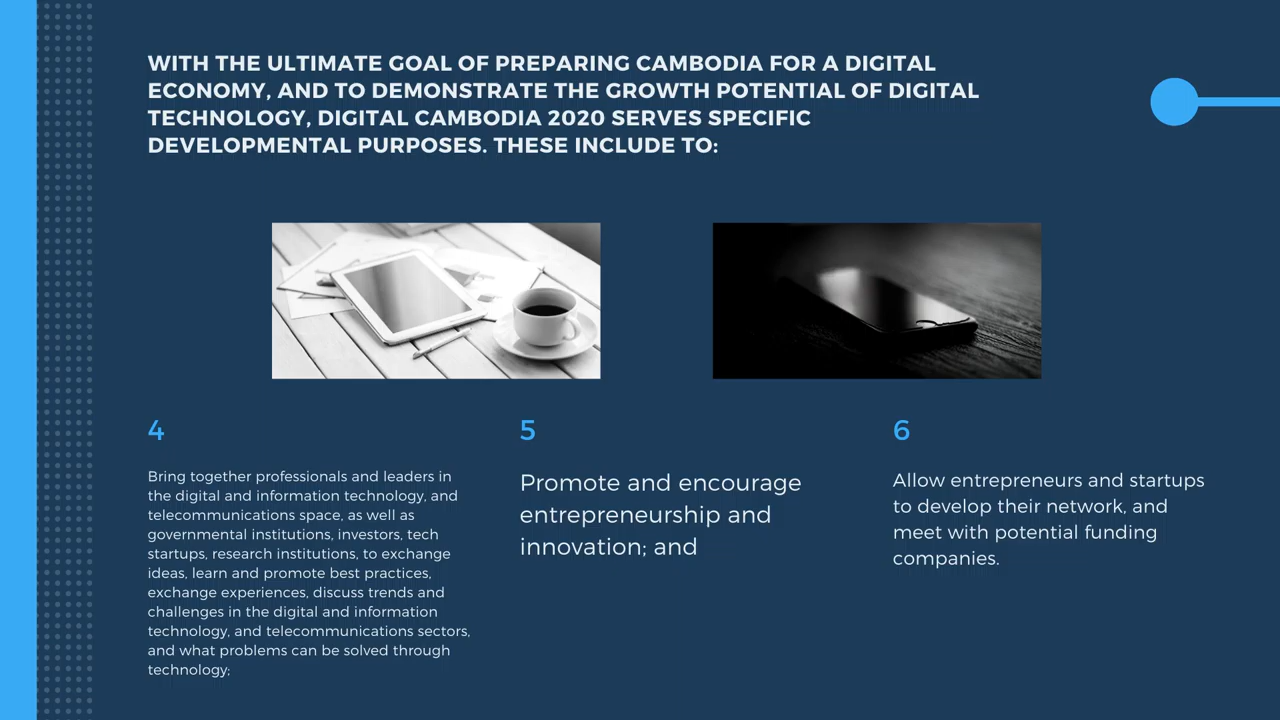 WITH THE ULTIMATE GOAL OF PREPARING CAMBODIA FOR A DIGITAL
ECONOMY, AND TO DEMONSTRATE THE GROWTH POTENTIAL OF DIGITAL
TECHNOLOGY, DIGITAL CAMBODIA 2020 SERVES SPECIFIC
DEVELOPMENTAL PURPOSES. THESE INCLUDE TO:
4
Bring together professionals and leaders in
the digital and information technology, and
telecommunications space, as well as
governmental institutions, investors, tech
startups, research institutions, to exchange
ideas, learn and promote best practices,
exchange experiences, discuss trends and
challenges in the digital and information
technology, and telecommunications sectors,
and what problems can be solved through
technology;
5
Promote and encourage
entrepreneurship and
innovation; and
6
Allow entrepreneurs and startups
to develop their network, and
meet with potential funding
companies.